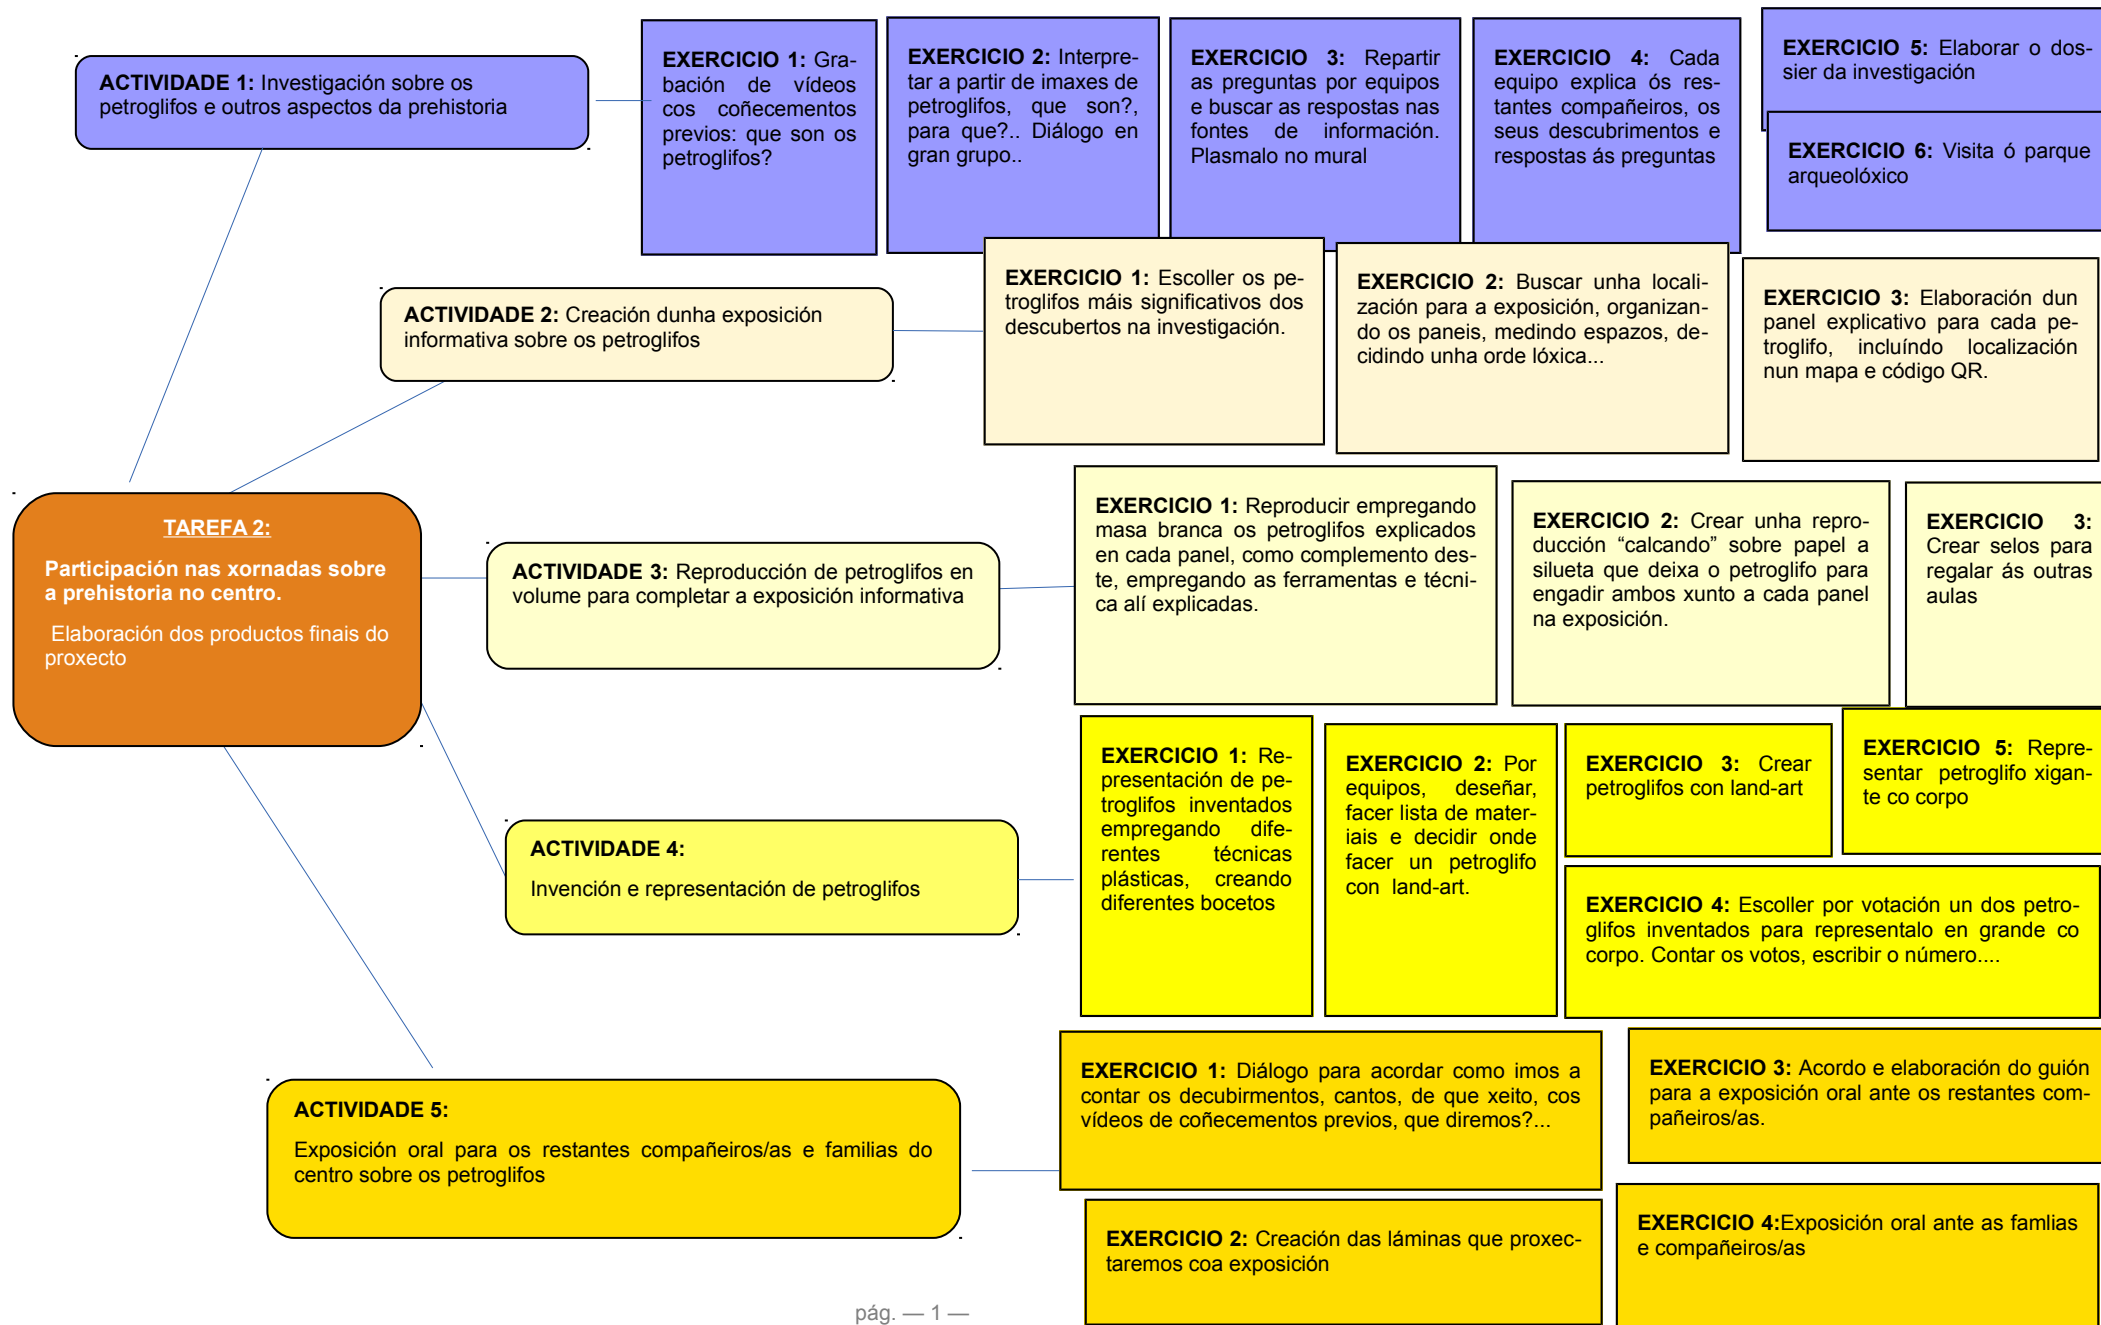 ACTIVIDADE 1: Investigación sobre os
petroglifos e outros aspectos da prehistoria
EXERCICIO 1: Gra-
bación de vídeos
cos coñecementos
previos: que son os
petroglifos?
EXERCICIO 2: Interpre-
tar a partir de imaxes de
petroglifos, que son?,
para que?.. Diálogo en
gran grupo..
EXERCICIO 3: Repartir
as preguntas por equipos
e buscar as respostas nas
fontes de información.
Plasmalo no mural
EXERCICIO 4: Cada
equipo explica ós res-
tantes compañeiros, os
seus descubrimentos e
respostas ás preguntas
EXERCICIO 5: Elaborar o dos-
sier da investigación
EXERCICIO 6: Visita ó parque
arqueolóxico
ACTIVIDADE 2: Creación dunha exposición
informativa sobre os petroglifos
EXERCICIO 1: Escoller os pe-
troglifos máis significativos dos
descubertos na investigación.
EXERCICIO 2: Buscar unha locali-
zación para a exposición, organizan-
do os paneis, medindo espazos, de-
cidindo unha orde lóxica...
EXERCICIO 3: Elaboración dun
panel explicativo para cada pe-
troglifo, incluíndo localización
nun mapa e código QR.
TAREFA 2:
Participación nas xornadas sobre
a prehistoria no centro.
Elaboración dos productos finais do
proxecto
ACTIVIDADE 3: Reproducción de petroglifos en
volume para completar a exposición informativa
EXERCICIO 1: Reproducir empregando
masa branca os petroglifos explicados
en cada panel, como complemento des-
te, empregando as ferramentas e técni-
ca alí explicadas.
EXERCICIO 2: Crear unha repro-
ducción “calcando” sobre papel a
silueta que deixa o petroglifo para
engadir ambos xunto a cada panel
na exposición.
EXERCICIO 3:
Crear selos para
regalar ás outras
aulas
ACTIVIDADE 4:
Invención e representación de petroglifos
EXERCICIO 1: Re-
presentación de pe-
troglifos inventados
empregando dife-
rentes técnicas
plásticas, creando
diferentes bocetos
EXERCICIO 2: Por
equipos, deseñar,
facer lista de mater-
iais e decidir onde
facer un petroglifo
con land-art.
EXERCICIO 3: Crear
petroglifos con land-art
EXERCICIO 5: Repre-
sentar petroglifo xigan-
te co corpo
EXERCICIO 4: Escoller por votación un dos petro-
glifos inventados para representalo en grande co
corpo. Contar os votos, escribir o número....
ACTIVIDADE 5:
Exposición oral para os restantes compañeiros/as e familias do
centro sobre os petroglifos
EXERCICIO 1: Diálogo para acordar como imos a
contar os decubirmentos, cantos, de que xeito, cos
vídeos de coñecementos previos, que diremos?...
EXERCICIO 3: Acordo e elaboración do guión
para a exposición oral ante os restantes com-
pañeiros/as.
EXERCICIO 2: Creación das láminas que proxec-
taremos coa exposición
EXERCICIO 4:Exposición oral ante as famlias
e compañeiros/as
pág. — 1 —